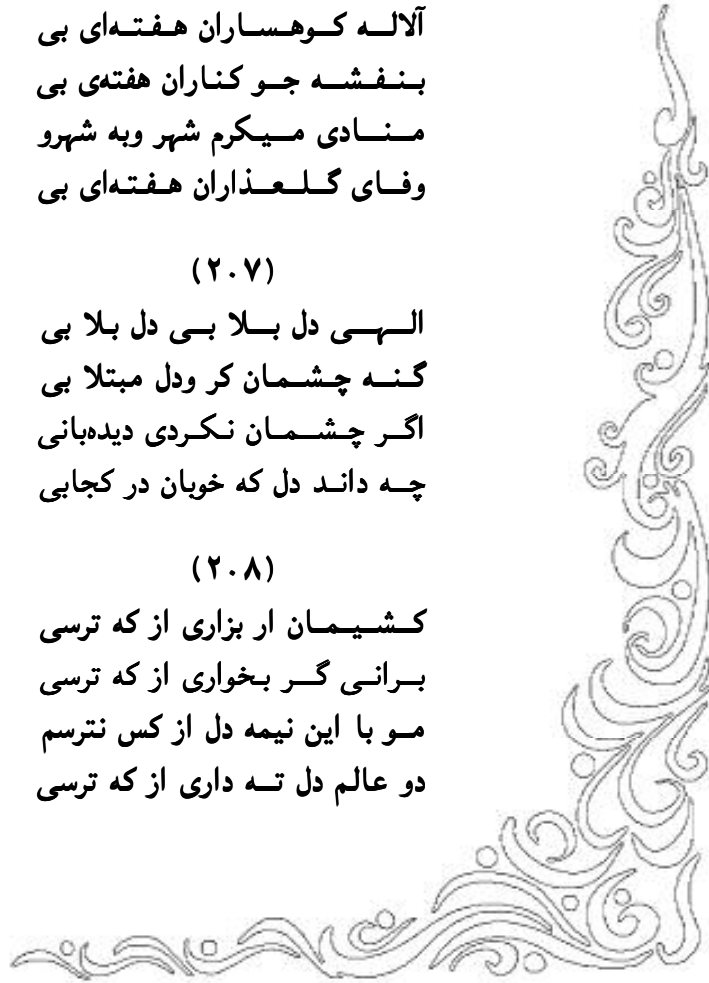 آلاله کوهساران هفته‌ای بی
بنفشه جو کناران هفته‌ی بی
منادی میکرم شهر وبه شهرو
وفای گلعذاران هفته‌ای بی
(۲۰۷)
الهی دل بلا بی دل بلا بی
گنه چشمان کر ودل مبتلا بی
اگر چشمان نکردی دیده‌بانی
چه داند دل که خوبان در کجابی
(۲۰۸)
کشیمان ار بزاری از که ترسی
برانی گر بخواری از که ترسی
مو با این نیمه دل از کس نترسم
دو عالم دل ته داری از که ترسی